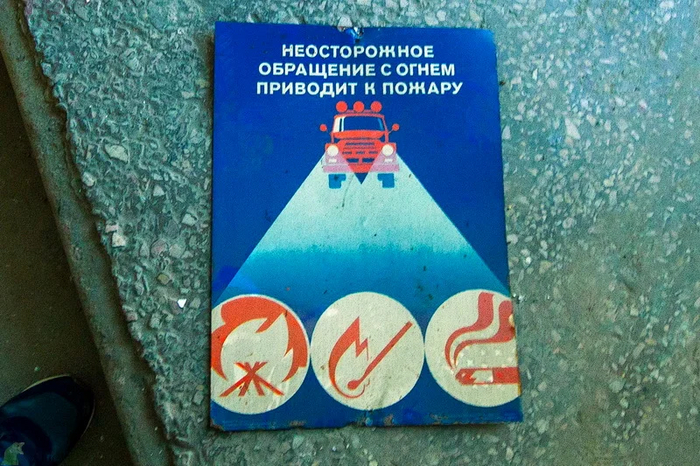 НЕОСТОРОЖНОЕ
ОБРАЩЕНИЕ С ОГНЕМ
ПРИВОДИТ К ПОЖАРУ